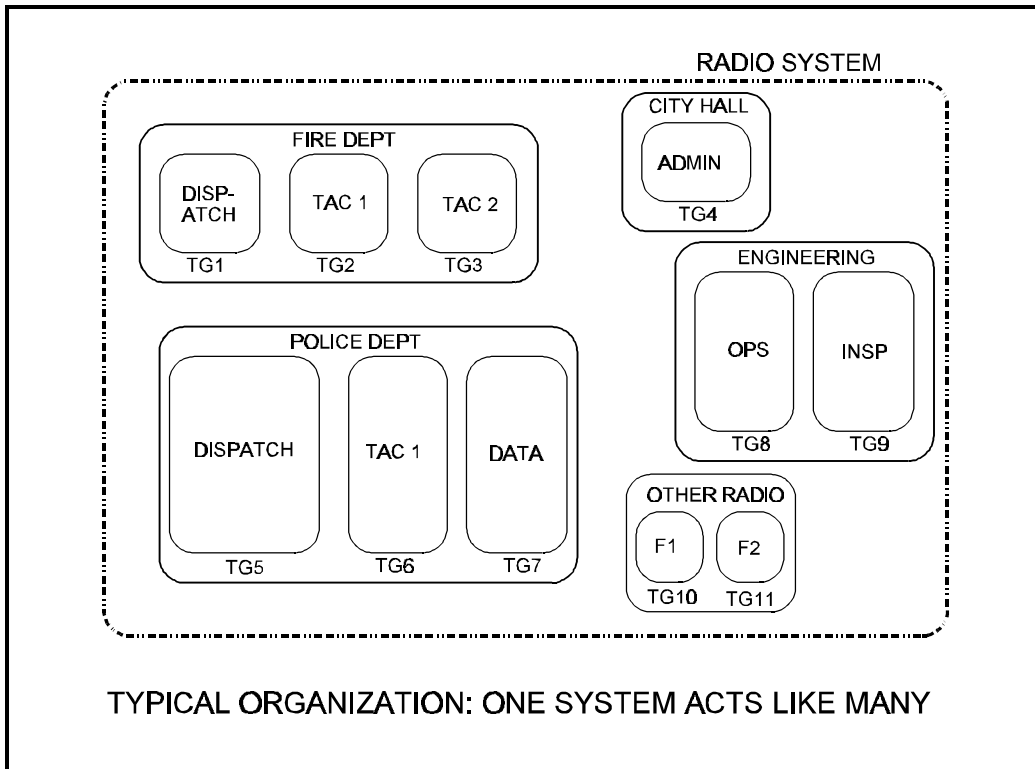 RADIO SYSTEM
FIRE DEPT
DISP-
ATCH
TAC 1
TAC 2
TG1
TG2
TG3
CITY HALL
ADMIN
TG4
ENGINEERING
OPS
INSP
TG8
TG9
POLICE DEPT
DISPATCH
TAC 1
DATA
TG5
TG6
TG7
OTHER RADIO
F1
F2
TG10
TG11
TYPICAL ORGANIZATION: ONE SYSTEM ACTS LIKE MANY